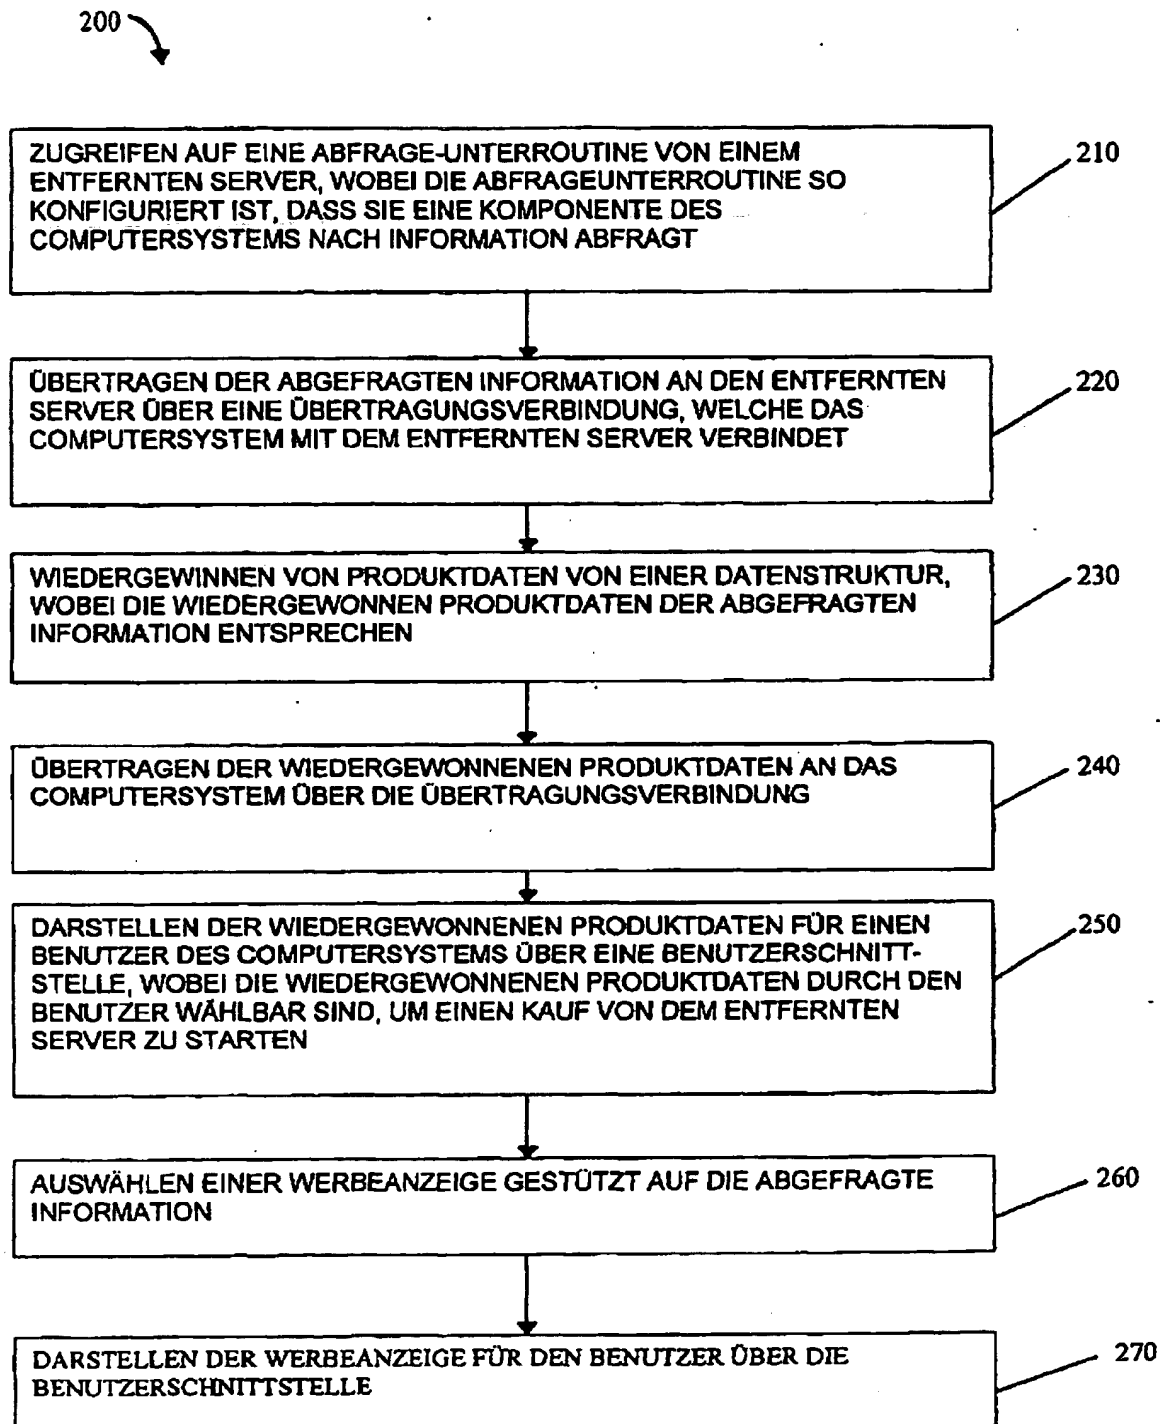 200
ZUGREIFEN AUF EINE ABFRAGE-UNTERROUTINE VON EINEM
ENTFERNTEN SERVER, WOBEI DIE ABFRAGEUNTERROUTINE SO
KONFIGURIERT IST, DASS SIE EINE KOMPONENTE DES
COMPUTERSYSTEMS NACH INFORMATION ABFRAGT
210
ÜBERTRAGEN DER ABGEFRAGTEN INFORMATION AN DEN ENTFERNTEN
SERVER ÜBER EINE ÜBERTRAGUNGSVERBINDUNG, WELCHE DAS
COMPUTERSYSTEM MIT DEM ENTFERNTEN SERVER VERBINDET
220
WIEDERGEWINNEN VON PRODUKTDATEN VON EINER DATENSTRUKTUR,
WOBEI DIE WIEDERGEWONNEN PRODUKTDATEN DER ABGEFRAGTEN
INFORMATION ENTSPRECHEN
230
ÜBERTRAGEN DER WIEDERGEWONNENEN PRODUKTDATEN AN DAS
COMPUTERSYSTEM ÜBER DIE ÜBERTRAGUNGSVERBINDUNG
240
DARSTELLEN DER WIEDERGEWONNENEN PRODUKTDATEN FÜR EINEN
BENUTZER DES COMPUTERSYSTEMS ÜBER EINE BENUTZERSCHNITT-
STELLE, WOBEI DIE WIEDERGEWONNENEN PRODUKTDATEN DURCH DEN
BENUTZER WÄHLBAR SIND, UM EINEN KAUF VON DEM ENTFERNTEN
SERVER ZU STARTEN
250
AUSWÄHLEN EINER WERBEANZEIGE GESTÜTZT AUF DIE ABGEFRAGTE
INFORMATION
260
DARSTELLEN DER WERBEANZEIGE FÜR DEN BENUTZER ÜBER DIE
BENUTZERSCHNITTSTELLE
270